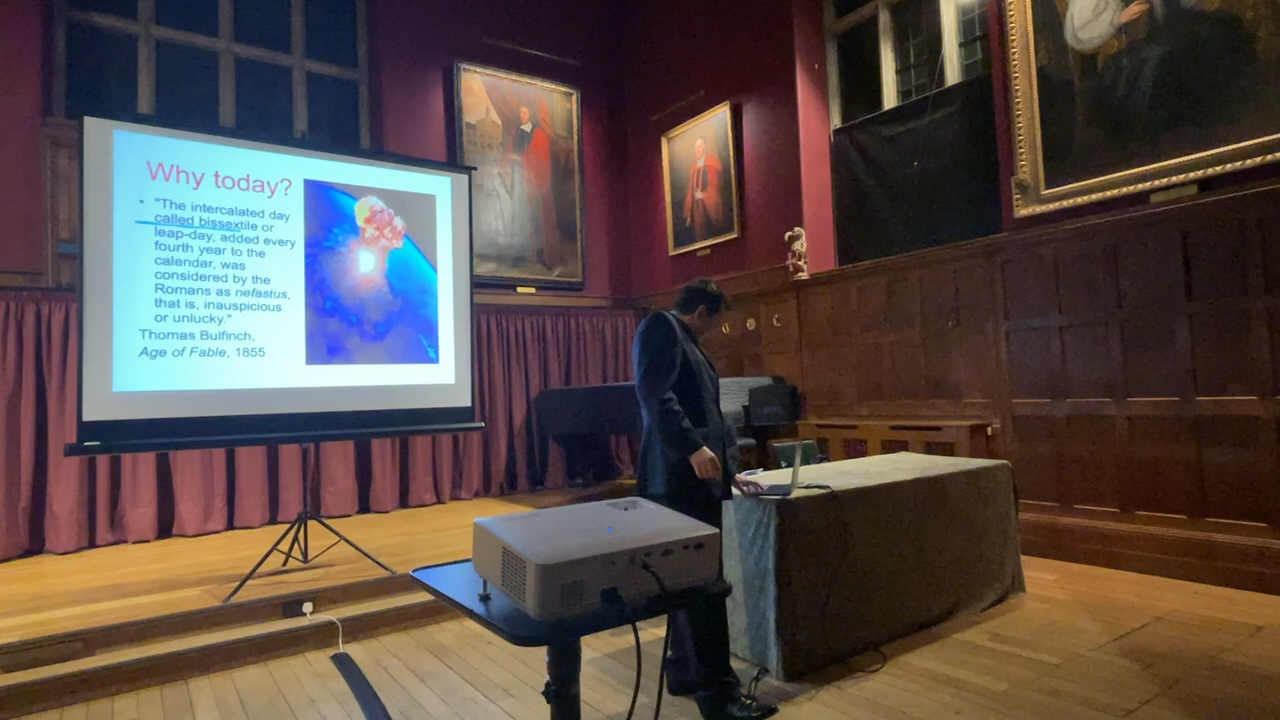 Why today?
• "The intercalated day
called bissextile or
leap-day, added every
fourth year to the
calendar, was
considered by the
Romans as nefastus,
that is, inauspicious
or unlucky."
Thomas Bulfinch,
Age of Fable, 1855